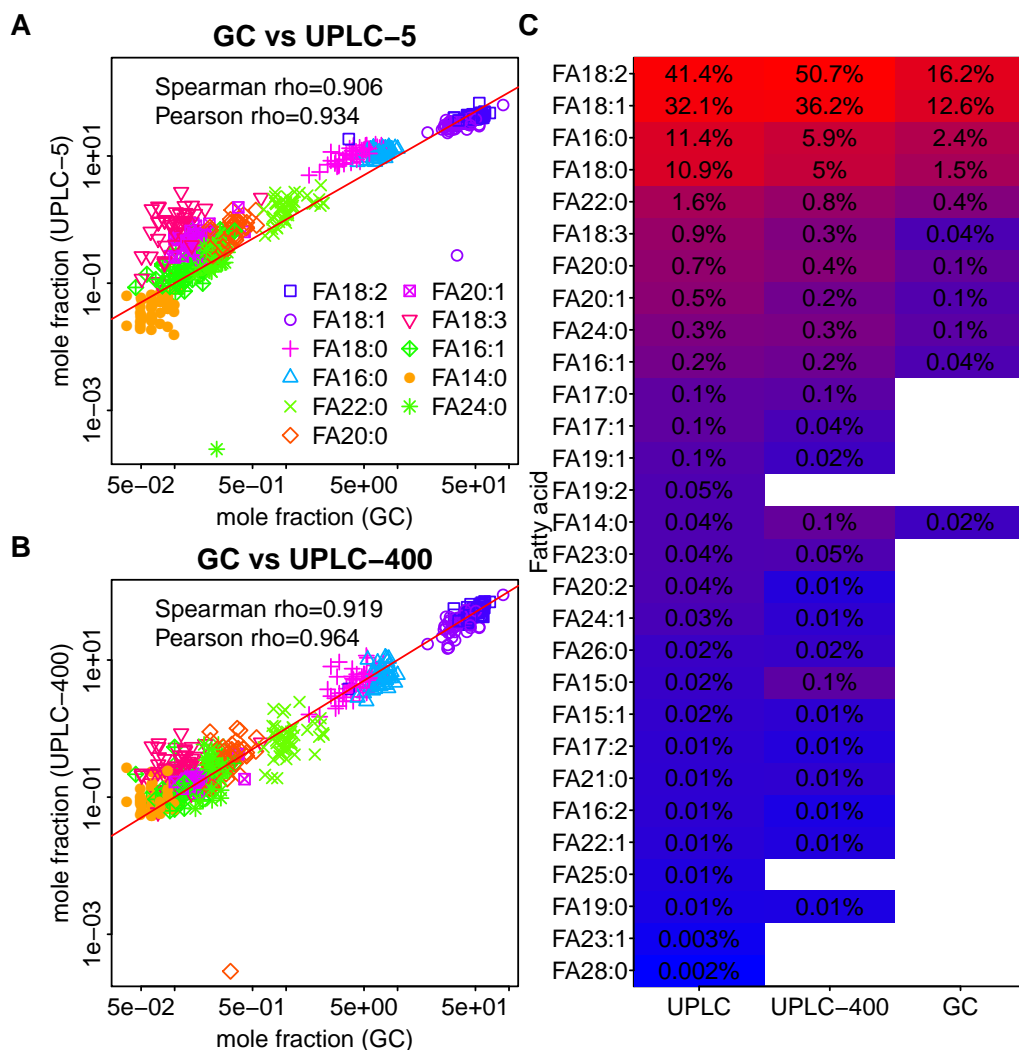 A
GC vs UPLC−5
Spearman rho=0.906
Pearson rho=0.934
mole fraction (UPLC−5)
1e+01
1e−01
1e−03
FA18:2
FA18:1
FA18:0
FA16:0
FA22:0
FA20:0
FA20:1
FA18:3
FA16:1
FA14:0
FA24:0
5e−02 5e−01 5e+00 5e+01
mole fraction (GC)
B
GC vs UPLC−400
Spearman rho=0.919
Pearson rho=0.964
mole fraction (UPLC−400)
1e+01
1e−01
1e−03
5e−02 5e−01 5e+00 5e+01
mole fraction (GC)
C
Fatty acid
FA18:2 41.4% 50.7% 16.2%
FA18:1 32.1% 36.2% 12.6%
FA16:0 11.4% 5.9% 2.4%
FA18:0 10.9% 5% 1.5%
FA22:0 1.6% 0.8% 0.4%
FA18:3 0.9% 0.3% 0.04%
FA20:0 0.7% 0.4% 0.1%
FA20:1 0.5% 0.2% 0.1%
FA24:0 0.3% 0.3% 0.1%
FA16:1 0.2% 0.2% 0.04%
FA17:0 0.1% 0.1%
FA17:1 0.1% 0.04%
FA19:1 0.1% 0.02%
FA19:2 0.05%
FA14:0 0.04% 0.1% 0.02%
FA23:0 0.04% 0.05%
FA20:2 0.04% 0.01%
FA24:1 0.03% 0.01%
FA26:0 0.02% 0.02%
FA15:0 0.02% 0.1%
FA15:1 0.02% 0.01%
FA17:2 0.01% 0.01%
FA21:0 0.01% 0.01%
FA16:2 0.01% 0.01%
FA22:1 0.01% 0.01%
FA25:0 0.01%
FA19:0 0.01% 0.01%
FA23:1 0.003%
FA28:0 0.002%
UPLC UPLC−400 GC